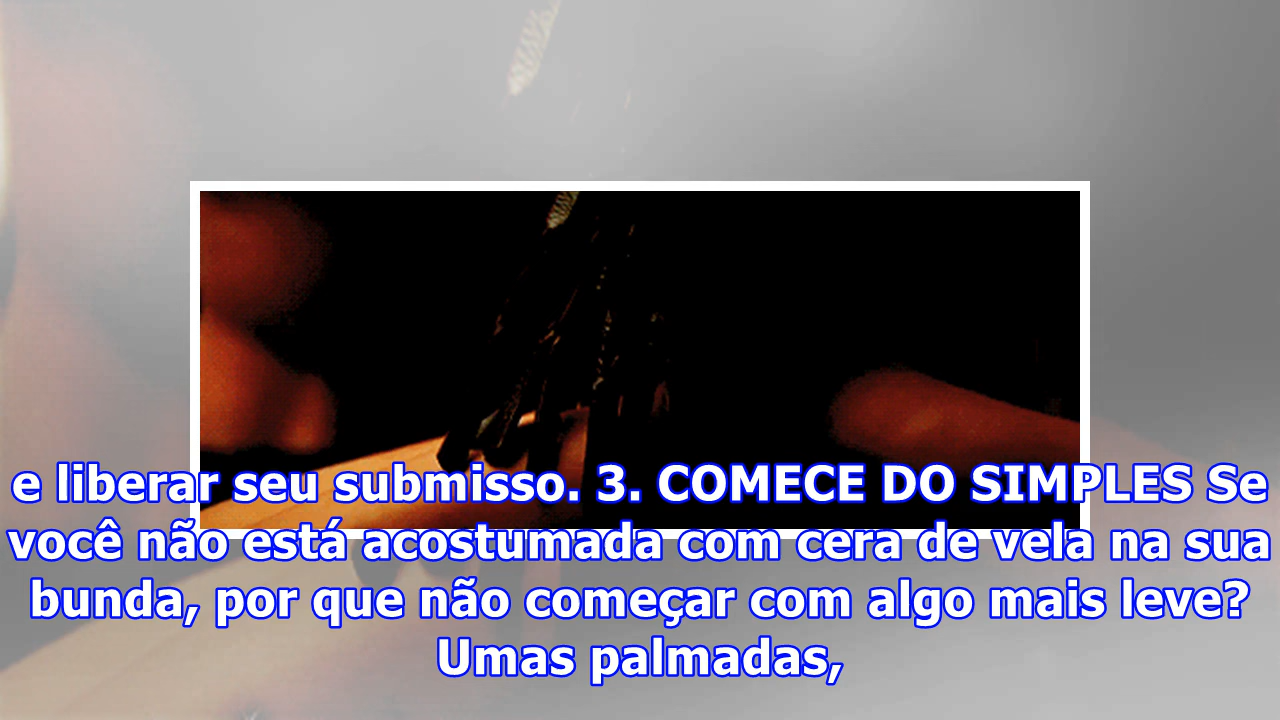 e liberar seu submisso. 3. COMECE DO SIMPLES Se
você não está acostumada com cera de vela na sua
bunda, por que não começar com algo mais leve?
Umas palmadas,